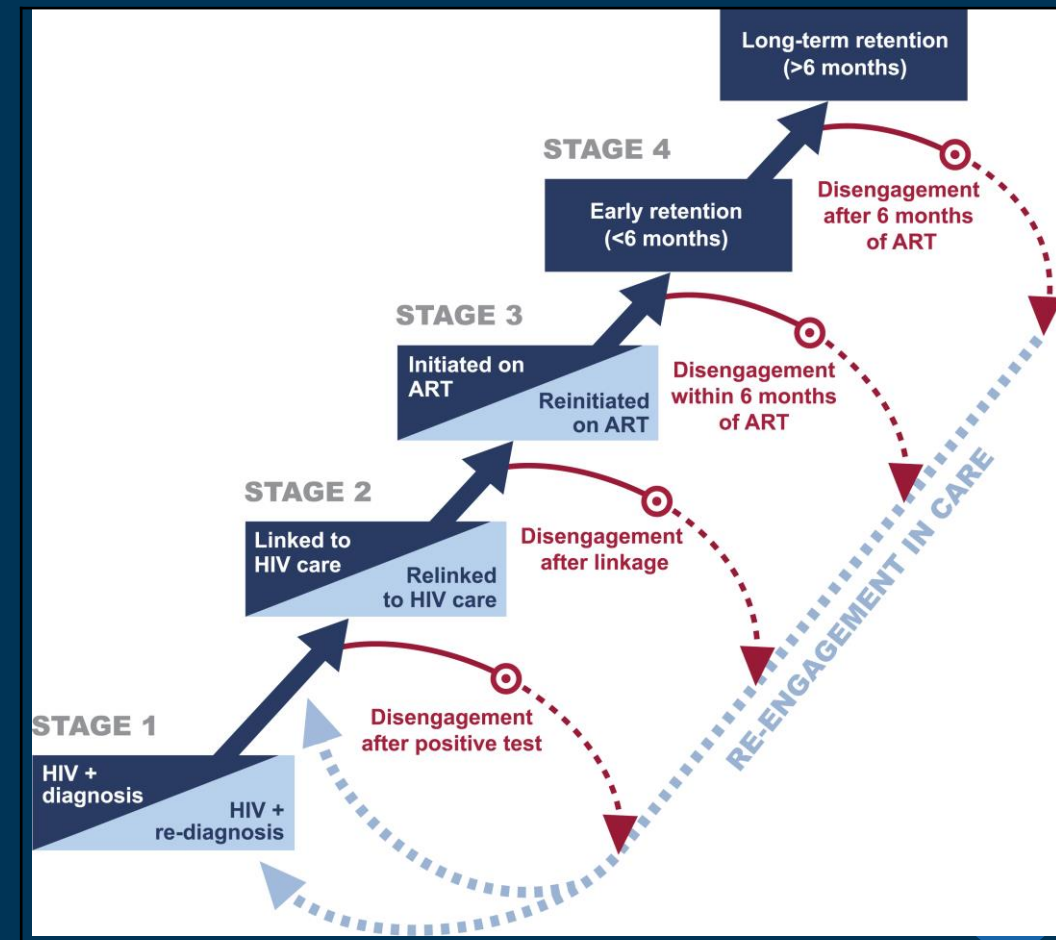 Long-term retention
(>6 months)
STAGE 4
Early retention
(<6 months)
Disengagement
after 6 months
of ART
STAGE 3
Initiated on
ART
Reinitiated
on ART
Disengagement
within 6 months
of ART
STAGE 2
Linked to
HIV care
Relinked
to HIV care
Disengagement
after linkage
RE-ENGAGEMENT IN CARE
STAGE 1
HIV +
diagnosis
HIV +
re-diagnosis
Disengagement
after positive test